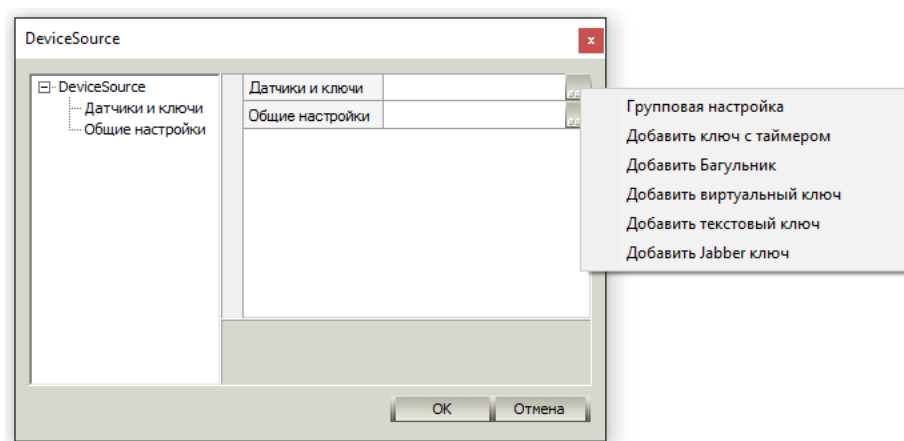 DeviceSource
x
DeviceSource
Датчики и ключи
Общие настройки
Датчики и ключи
Общие настройки
Групповая настройка
Добавить ключ с таймером
Добавить Багульник
Добавить виртуальный ключ
Добавить текстовый ключ
Добавить Jabber ключ
OK
Отмена